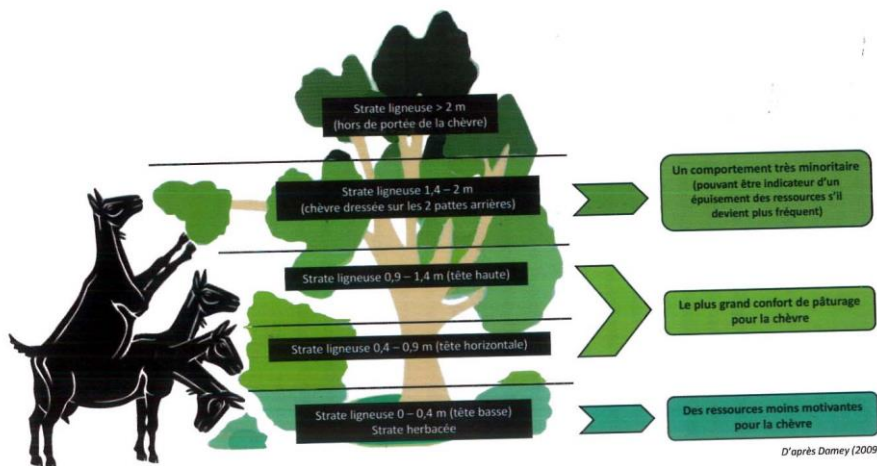 Strate ligneuse > 2 m
(hors de portée de la chèvre)
Strate ligneuse 1,4 – 2 m
(chèvre dressée sur les 2 pattes arrières)
Un comportement très minoritaire
(pouvant être indicateur d'un
épuisement des ressources s'il
devient plus fréquent)
Strate ligneuse 0,9 – 1,4 m (tête haute)
Le plus grand confort de pâturage
pour la chèvre
Strate ligneuse 0,4 – 0,9 m (tête horizontale)
Strate ligneuse 0 – 0,4 m (tête basse)
Strate herbacée
Des ressources moins motivantes
pour la chèvre
D'après Damey (2009